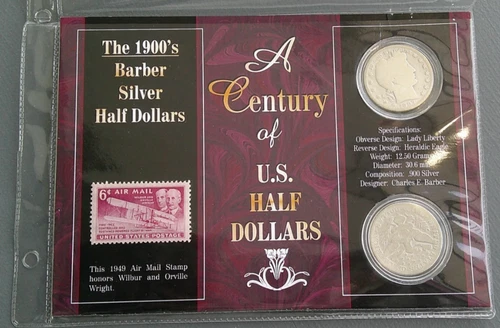 The 1900's
Barber
Silver
Half Dollars
6¢ AIR MAIL
UNITED STATES POSTAGE
This 1949 Air Mail Stamp
honors Wilbur and Orville
Wright.
A
Century
of
U.S.
HALF
DOLLARS
Specifications:
Obverse Design: Lady Liberty
Reverse Design: Heraldic Eagle
Weight: 12.50 Grams
Diameter: 30.6 mm
Composition: .900 Silver
Designer: Charles E. Barber